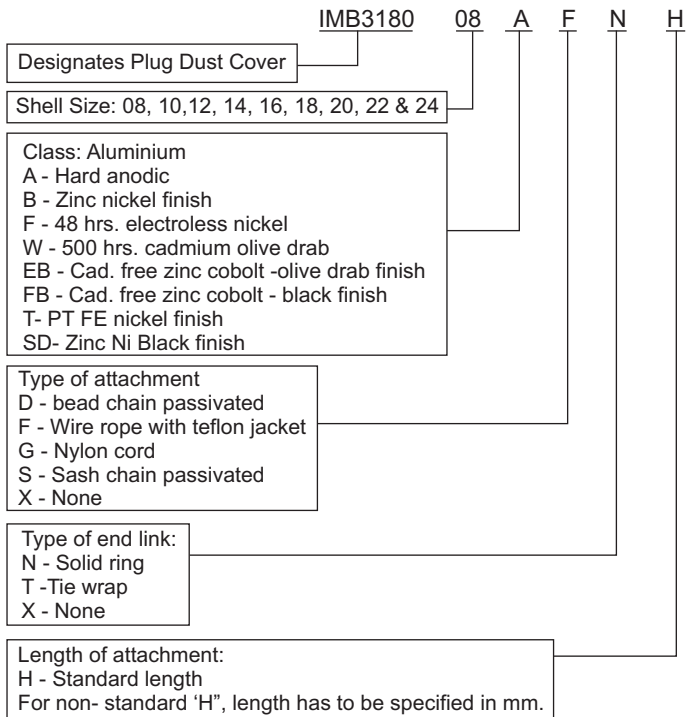 IMB3180 08 A F N H
Designates Plug Dust Cover
Shell Size: 08, 10,12, 14, 16, 18, 20, 22 & 24
Class: Aluminium
A - Hard anodic
B - Zinc nickel finish
F - 48 hrs. electroless nickel
W - 500 hrs. cadmium olive drab
EB - Cad. free zinc cobolt -olive drab finish
FB - Cad. free zinc cobolt - black finish
T- PT FE nickel finish
SD- Zinc Ni Black finish
Type of attachment
D - bead chain passivated
F - Wire rope with teflon jacket
G - Nylon cord
S - Sash chain passivated
X - None
Type of end link:
N - Solid ring
T -Tie wrap
X - None
Length of attachment:
H - Standard length
For non- standard ‘H”, length has to be specified in mm.